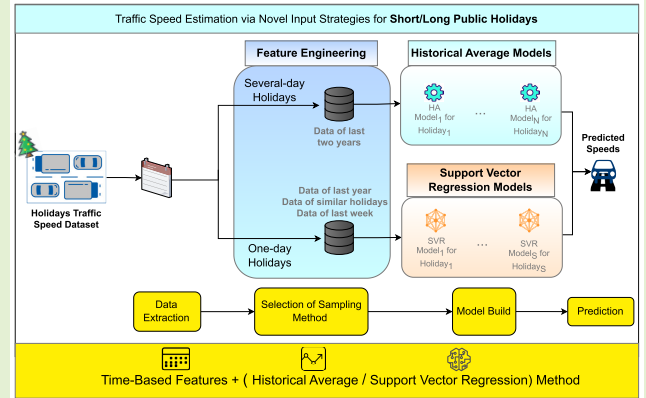 Traffic Speed Estimation via Novel Input Strategies for Short/Long Public Holidays
Feature Engineering
Historical Average Models
Several-day
Holidays
Data of last
two years
HA
Model1 for
Holiday1
...
HA
ModelN for
HolidayN
Predicted
Speeds
Holidays Traffic
Speed Dataset
Support Vector
Regression Models
Data of last year
Data of similar holidays
Data of last week
One-day
Holidays
SVR
Model1 for
Holiday1
...
SVR
ModelS for
HolidayS
Data
Extraction
Selection of Sampling
Method
Model Build
Prediction
Time-Based Features + ( Historical Average / Support Vector Regression) Method